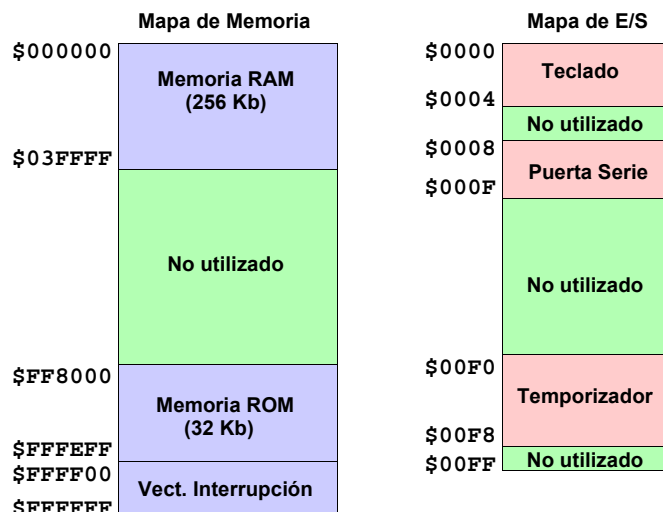 Mapa de Memoria
$000000
Memoria RAM
(256 Kb)
$03FFFF
No utilizado
$FF8000
Memoria ROM
(32 Kb)
$FFFEFF
$FFFF00
Vect. Interrupción
$FFFFFF
Mapa de E/S
$0000
Teclado
$0004
No utilizado
$0008
Puerta Serie
$000F
No utilizado
$00F0
Temporizador
$00F8
No utilizado
$00FF